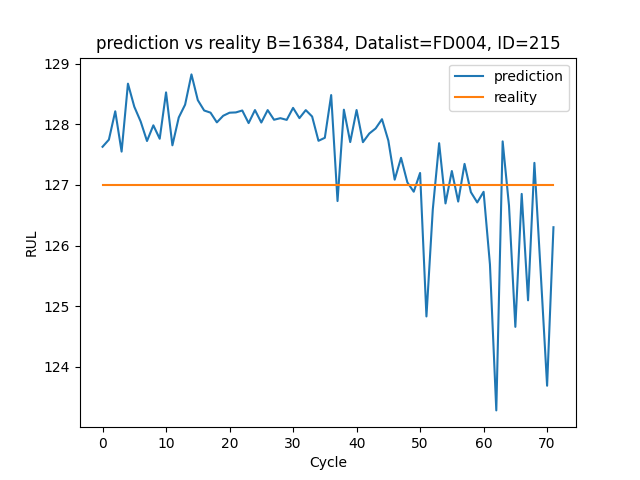 prediction vs reality B=16384, Datalist=FD004, ID=215
129
128
127
126
125
124
RUL
prediction
reality
0 10 20 30 40 50 60 70
Cycle